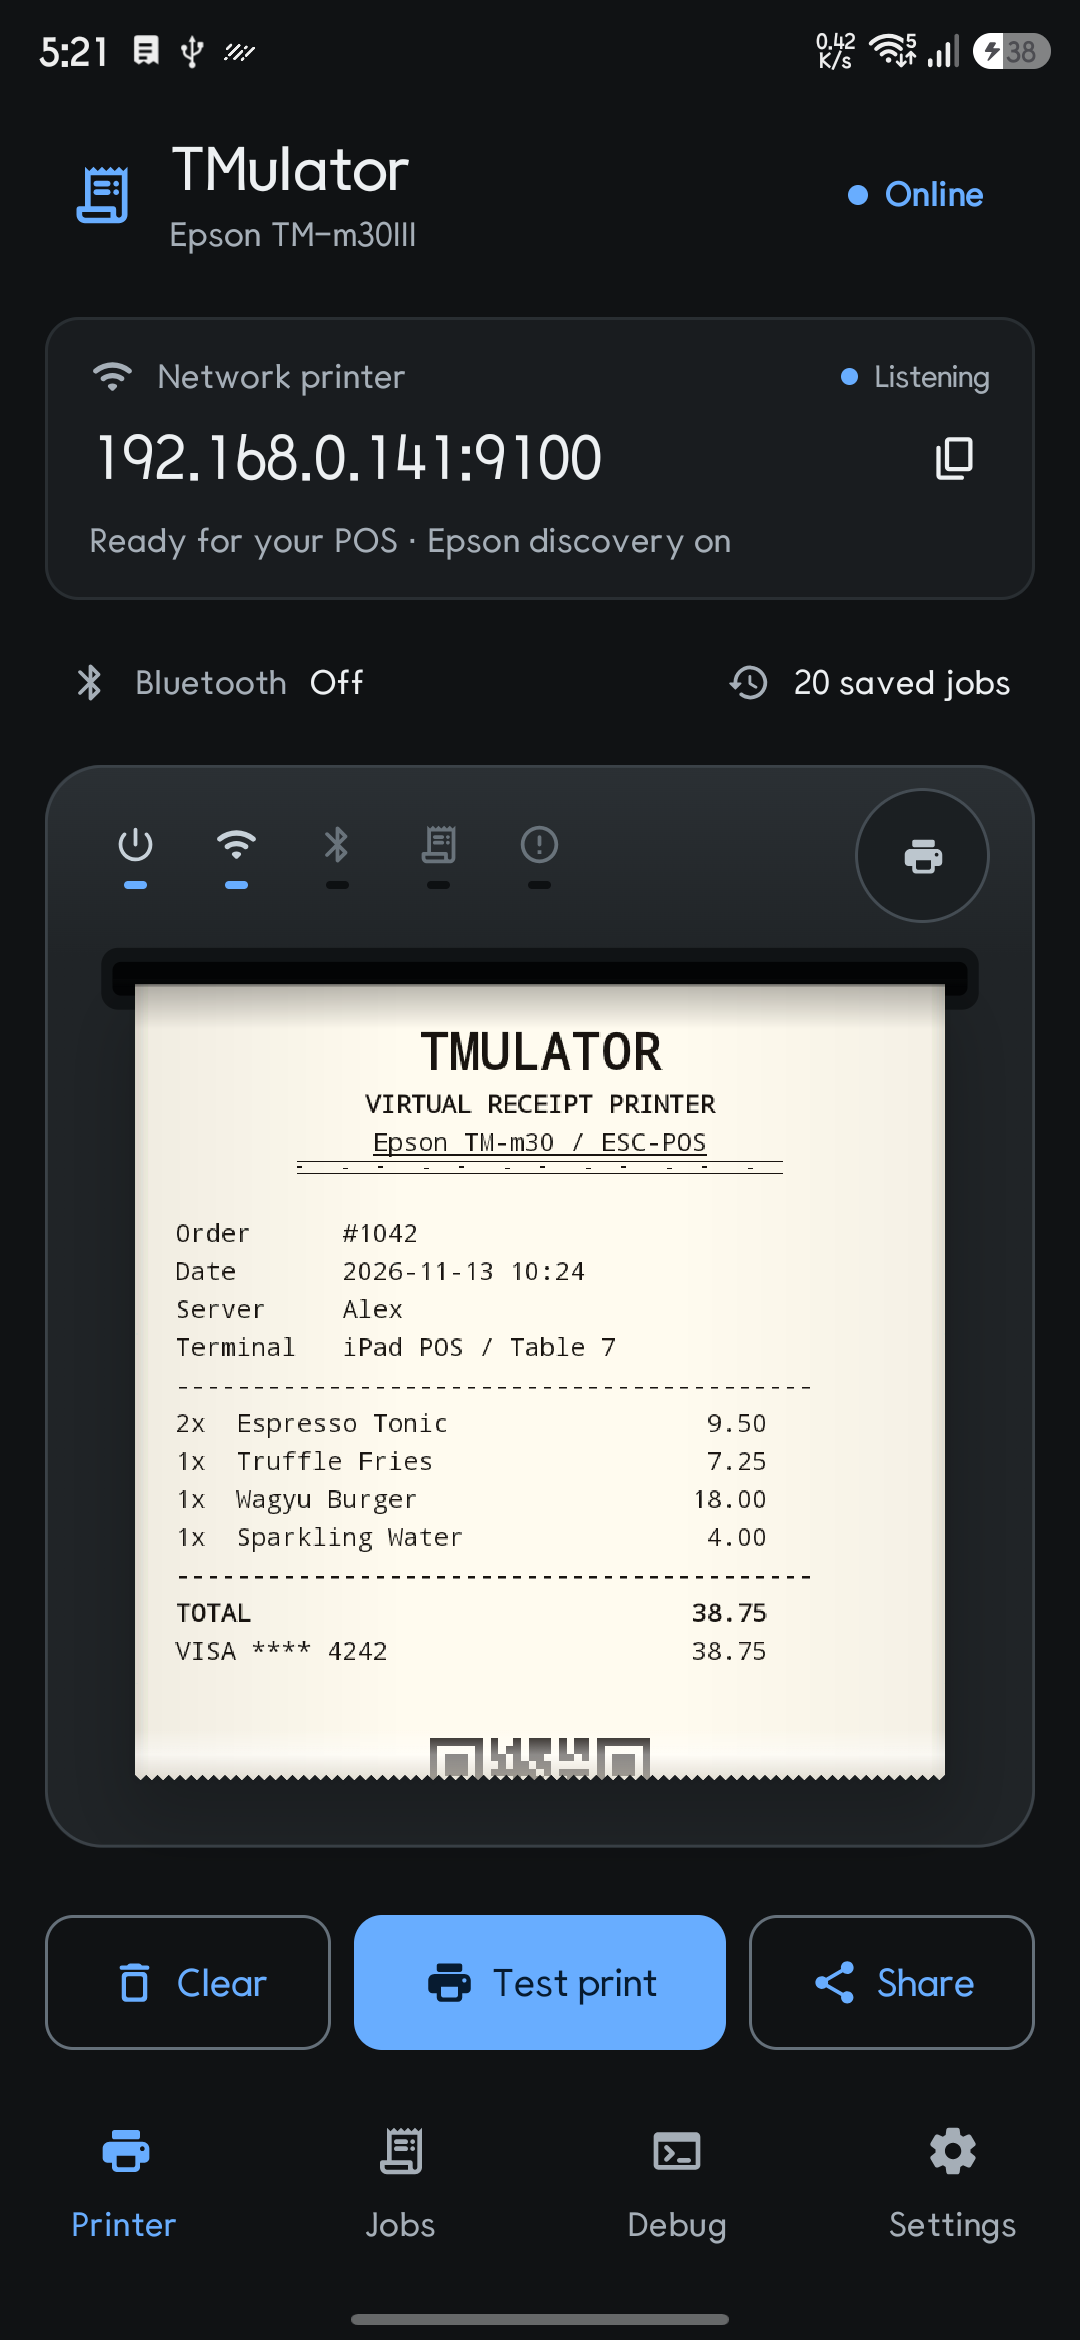 5:21
0.42 K/s
5
38
TMulator
Epson TM-m30III
Online
Network printer
Listening
192.168.0.141:9100
Ready for your POS · Epson discovery on
Bluetooth Off
20 saved jobs
TMULATOR
VIRTUAL RECEIPT PRINTER
Epson TM-m30 / ESC-POS
Order #1042
Date 2026-11-13 10:24
Server Alex
Terminal iPad POS / Table 7
------------------------------------------
2x Espresso Tonic 9.50
1x Truffle Fries 7.25
1x Wagyu Burger 18.00
1x Sparkling Water 4.00
------------------------------------------
TOTAL 38.75
VISA **** 4242 38.75
Clear
Test print
Share
Printer
Jobs
Debug
Settings